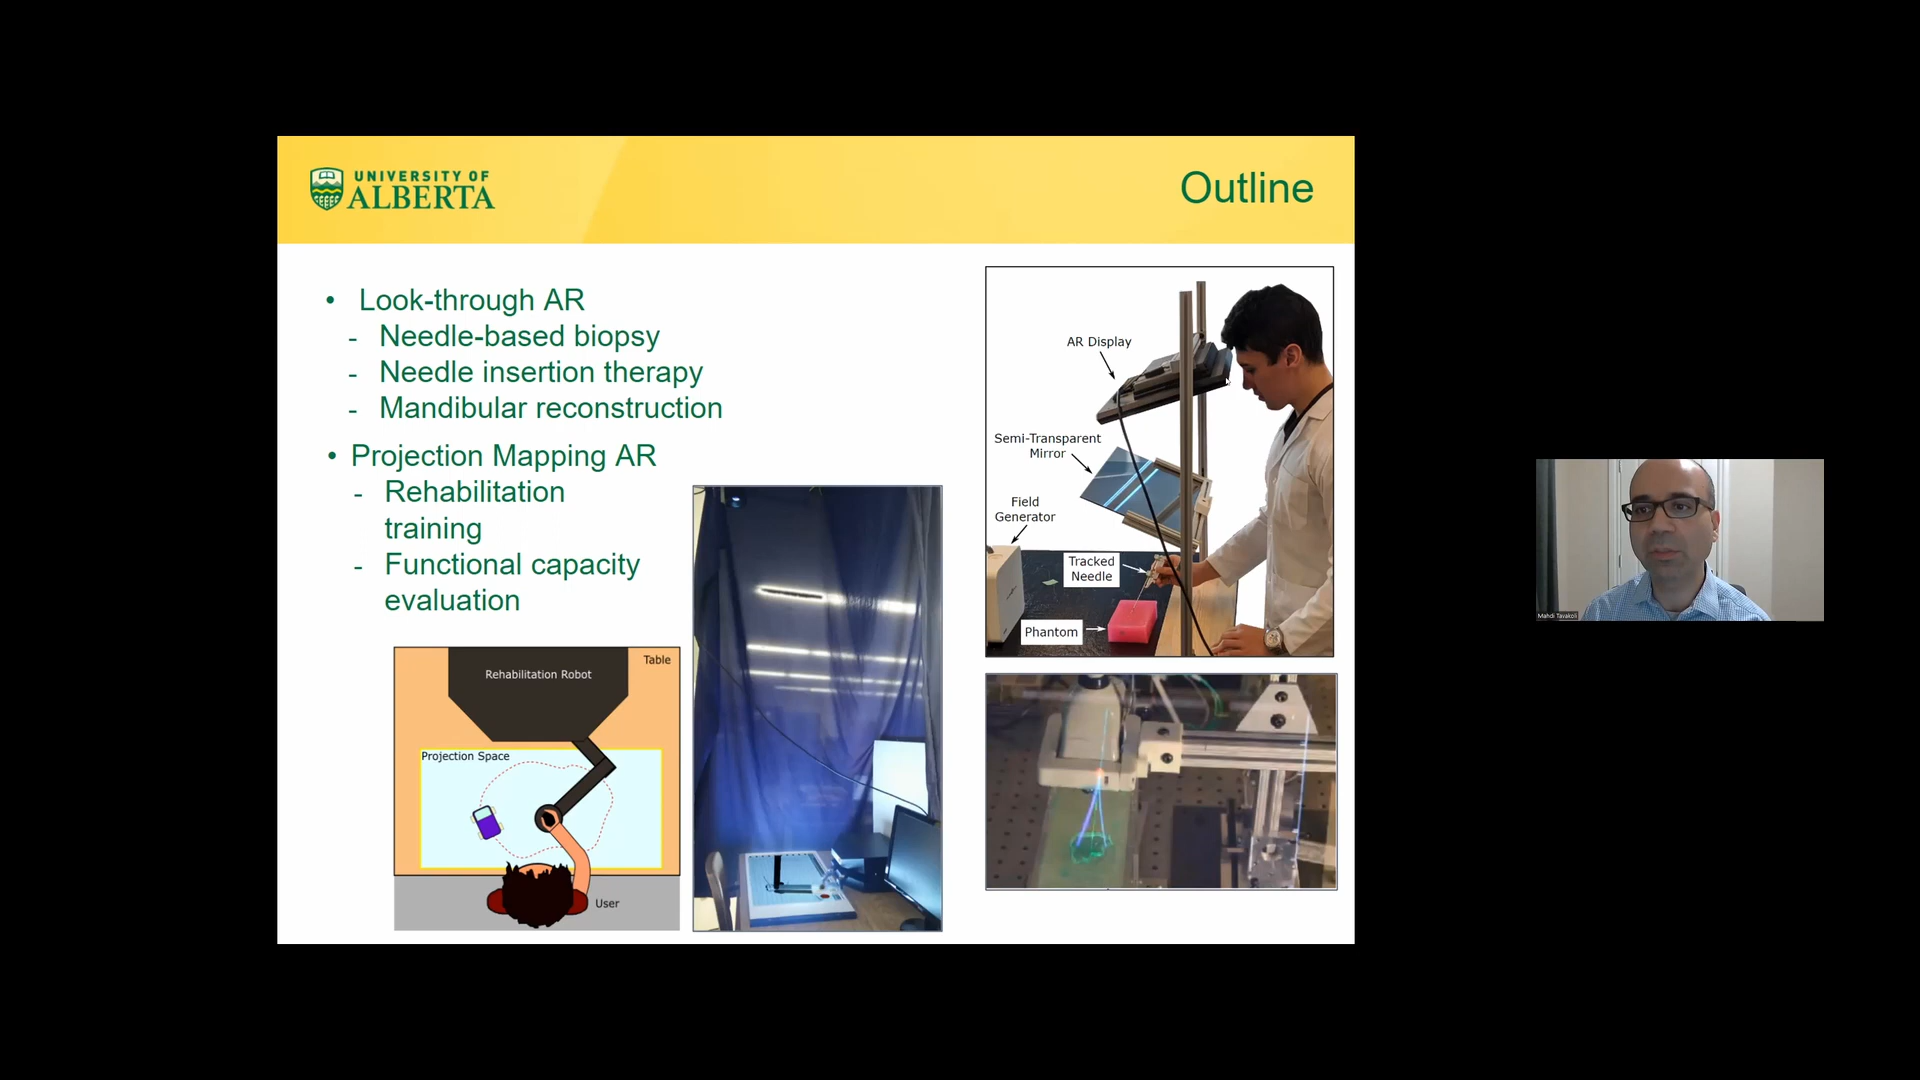 UNIVERSITY OF
ALBERTA
Outline
• Look-through AR
- Needle-based biopsy
- Needle insertion therapy
- Mandibular reconstruction
• Projection Mapping AR
- Rehabilitation
training
- Functional capacity
evaluation
AR Display
Semi-Transparent
Mirror
Field
Generator
Tracked
Needle
Phantom
Rehabilitation Robot
Table
Projection Space
User
Mahdi Tavakoli